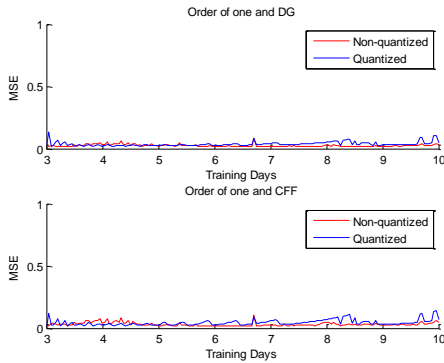 Order of one and DG
1
0.5
0
MSE
Non-quantized
Quantized
3 4 5 6 7 8 9 10
Training Days
Order of one and CFF
1
0.5
0
MSE
Non-quantized
Quantized
3 4 5 6 7 8 9 10
Training Days